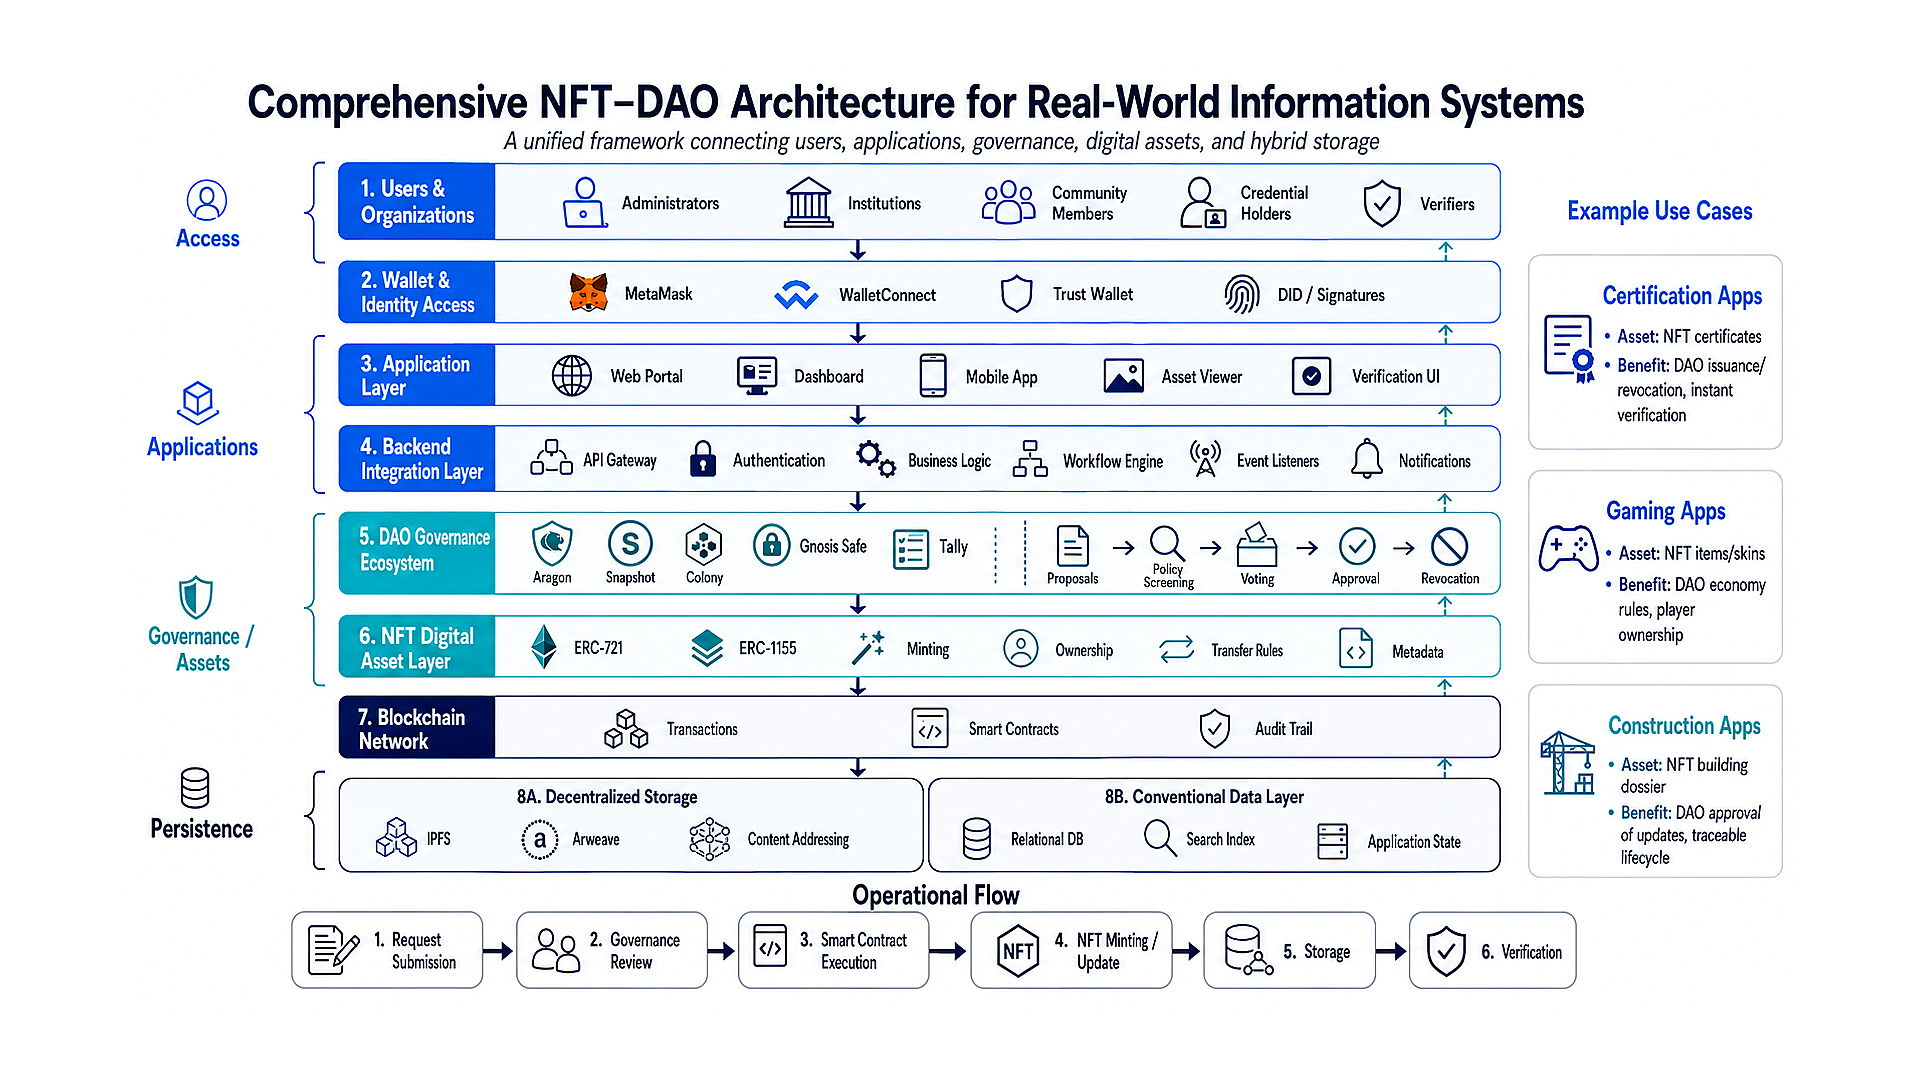 Comprehensive NFT–DAO Architecture for Real-World Information Systems
A unified framework connecting users, applications, governance, digital assets, and hybrid storage
Access
1. Users &
Organizations
Administrators
Institutions
Community
Members
Credential
Holders
Verifiers
2. Wallet &
Identity Access
MetaMask
WalletConnect
Trust Wallet
DID / Signatures
Applications
3. Application
Layer
Web Portal
Dashboard
Mobile App
Asset Viewer
Verification UI
4. Backend
Integration Layer
API Gateway
Authentication
Business Logic
Workflow Engine
Event Listeners
Notifications
Governance /
Assets
5. DAO Governance
Ecosystem
Aragon
S
Snapshot
Colony
Gnosis Safe
Tally
Proposals
Policy
Screening
Voting
Approval
Revocation
6. NFT Digital
Asset Layer
ERC-721
ERC-1155
Minting
Ownership
Transfer Rules
Metadata
7. Blockchain
Network
Transactions
Smart Contracts
Audit Trail
Persistence
8A. Decentralized Storage
IPFS
a
Arweave
Content Addressing
8B. Conventional Data Layer
Relational DB
Search Index
Application State
Example Use Cases
Certification Apps
• Asset: NFT certificates
• Benefit: DAO issuance/
revocation, instant
verification
Gaming Apps
• Asset: NFT items/skins
• Benefit: DAO economy
rules, player
ownership
Construction Apps
• Asset: NFT building
dossier
• Benefit: DAO approval
of updates, traceable
lifecycle
Operational Flow
1. Request
Submission
2. Governance
Review
3. Smart Contract
Execution
NFT
4. NFT Minting /
Update
5. Storage
6. Verification